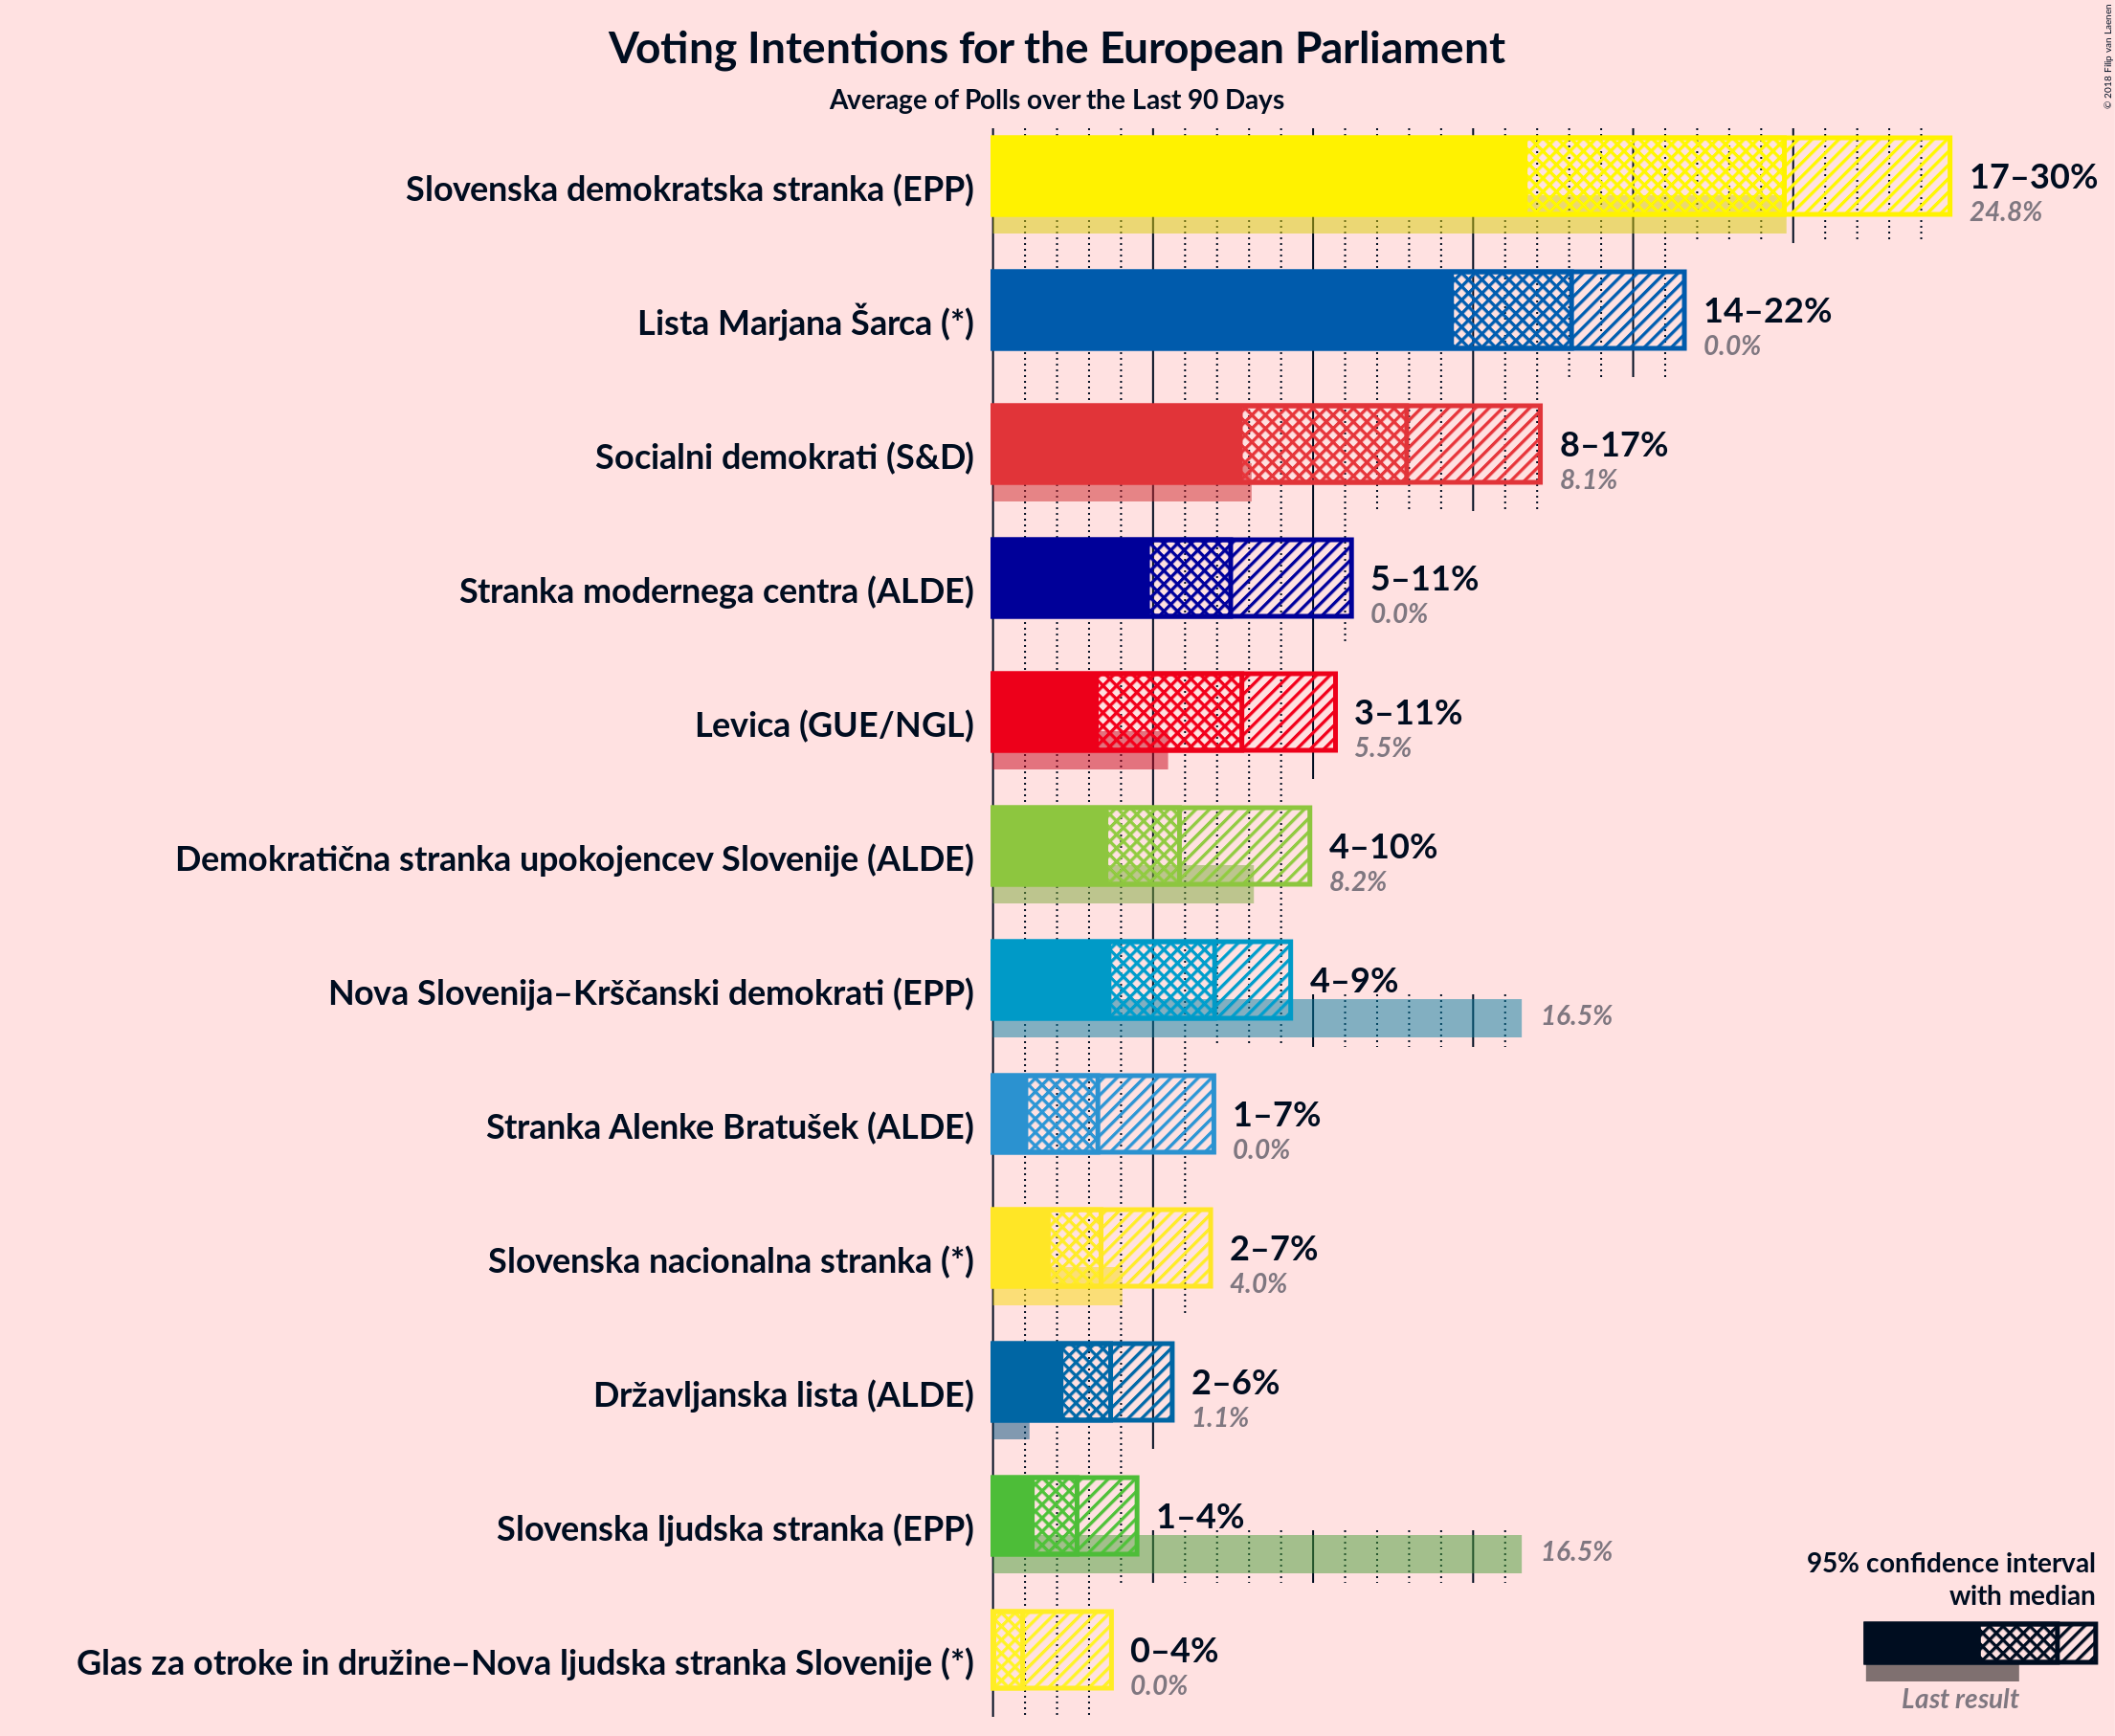 Voting Intentions for the European Parliament
Average of Polls over the Last 90 Days
© 2018 Filip van Laenen
Slovenska demokratska stranka (EPP)
17–30%
24.8%
Lista Marjana Šarca (*)
14–22%
0.0%
Socialni demokrati (S&D)
8–17%
8.1%
Stranka modernega centra (ALDE)
5–11%
0.0%
Levica (GUE/NGL)
3–11%
5.5%
Demokratična stranka upokojencev Slovenije (ALDE)
4–10%
8.2%
Nova Slovenija–Krščanski demokrati (EPP)
4–9%
16.5%
Stranka Alenke Bratušek (ALDE)
1–7%
0.0%
Slovenska nacionalna stranka (*)
2–7%
4.0%
Državljanska lista (ALDE)
2–6%
1.1%
Slovenska ljudska stranka (EPP)
1–4%
16.5%
Glas za otroke in družine–Nova ljudska stranka Slovenije (*)
0–4%
0.0%
95% confidence interval
with median
Last result